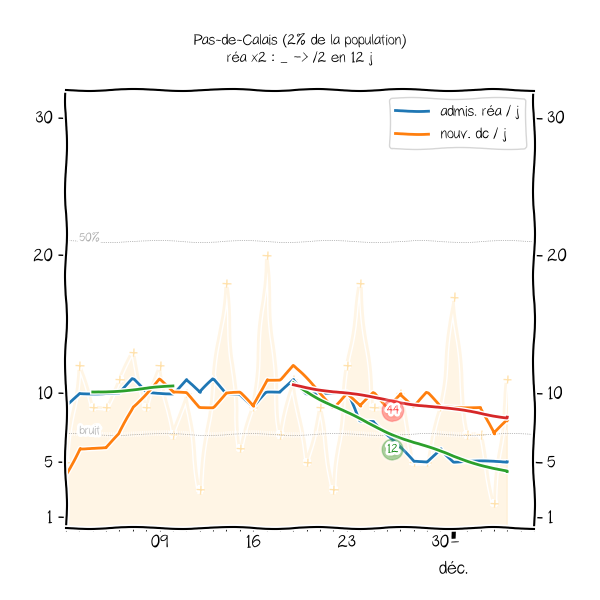 Pas-de-Calais (2% de la population)
réa x2 : _ -> /2 en 12 j
admis. réa / j
nouv. dc / j
30 30
50%
20 20
10 10
44
bruit
12
5 5
1 1
09 16 23 30
déc.